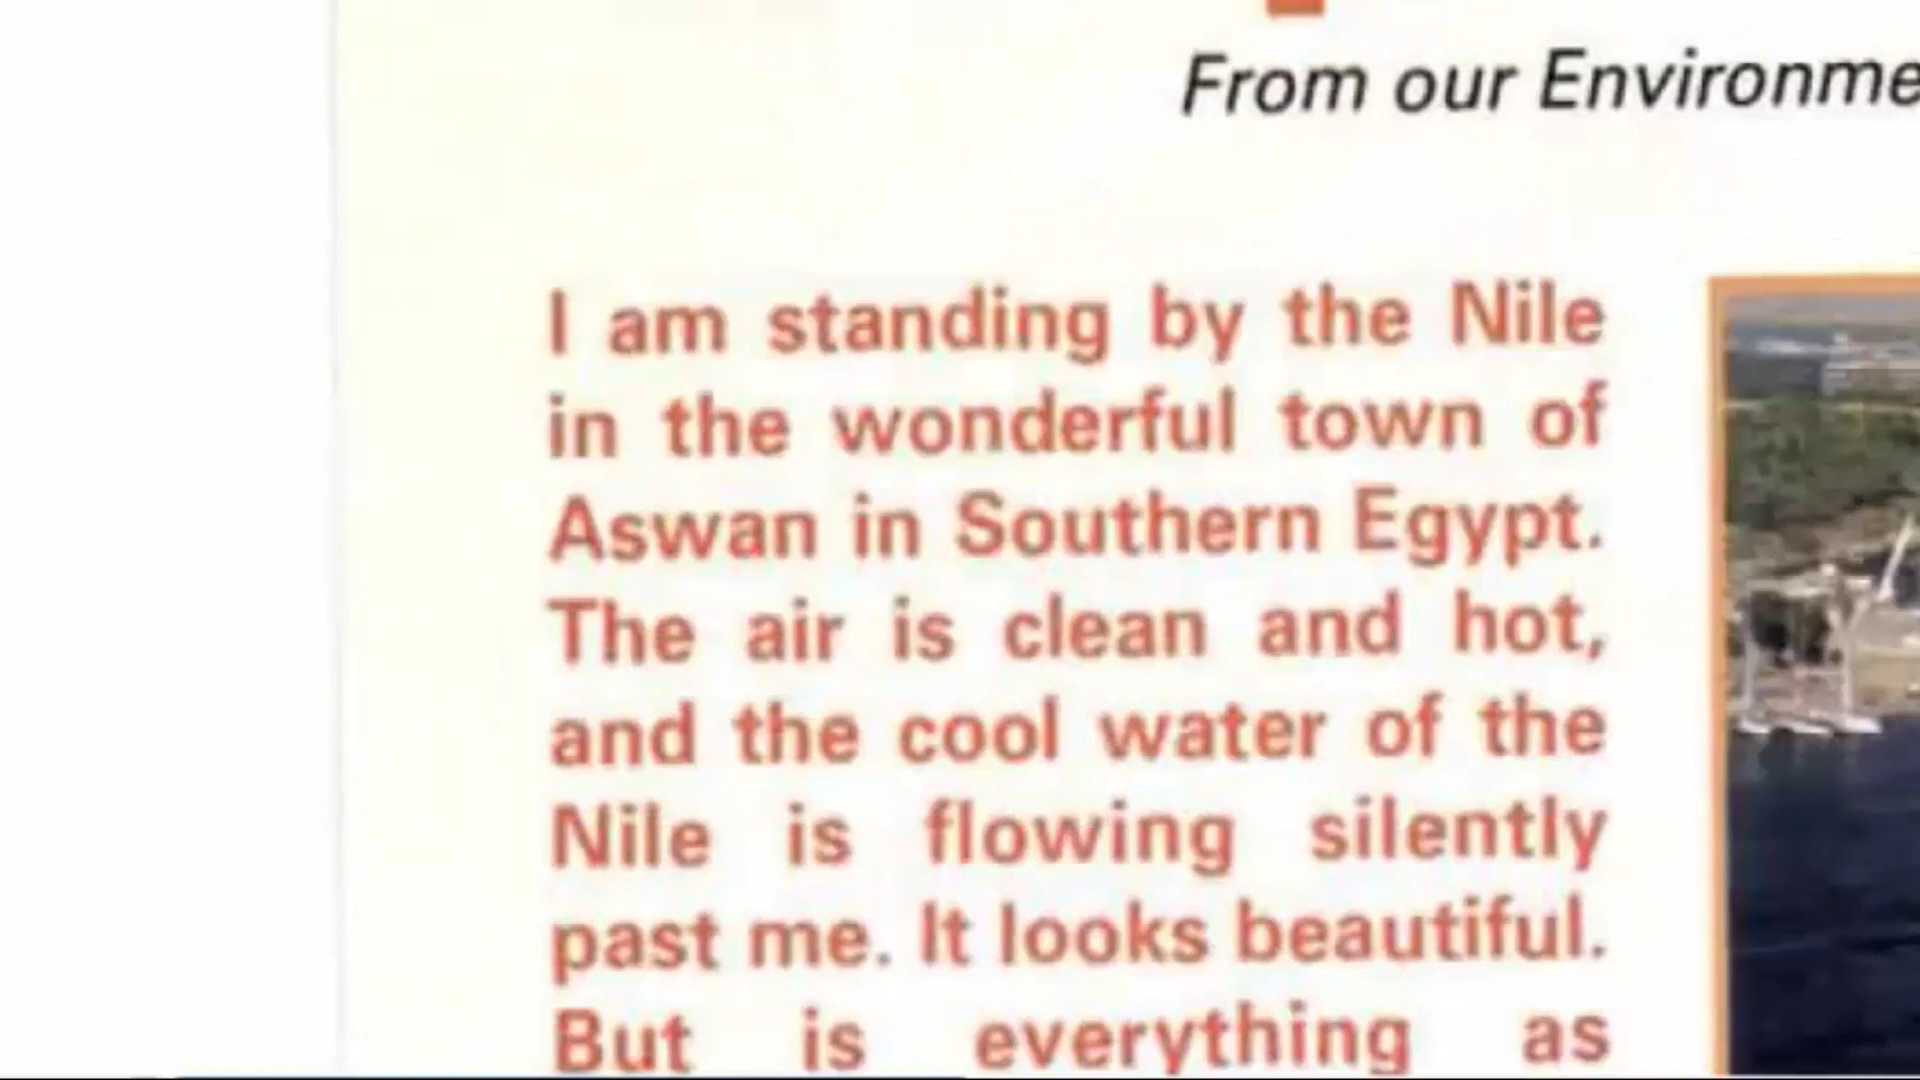 From our Environme
I am standing by the Nile
in the wonderful town of
Aswan in Southern Egypt.
The air is clean and hot,
and the cool water of the
Nile is flowing silently
past me. It looks beautiful.
But is everything as